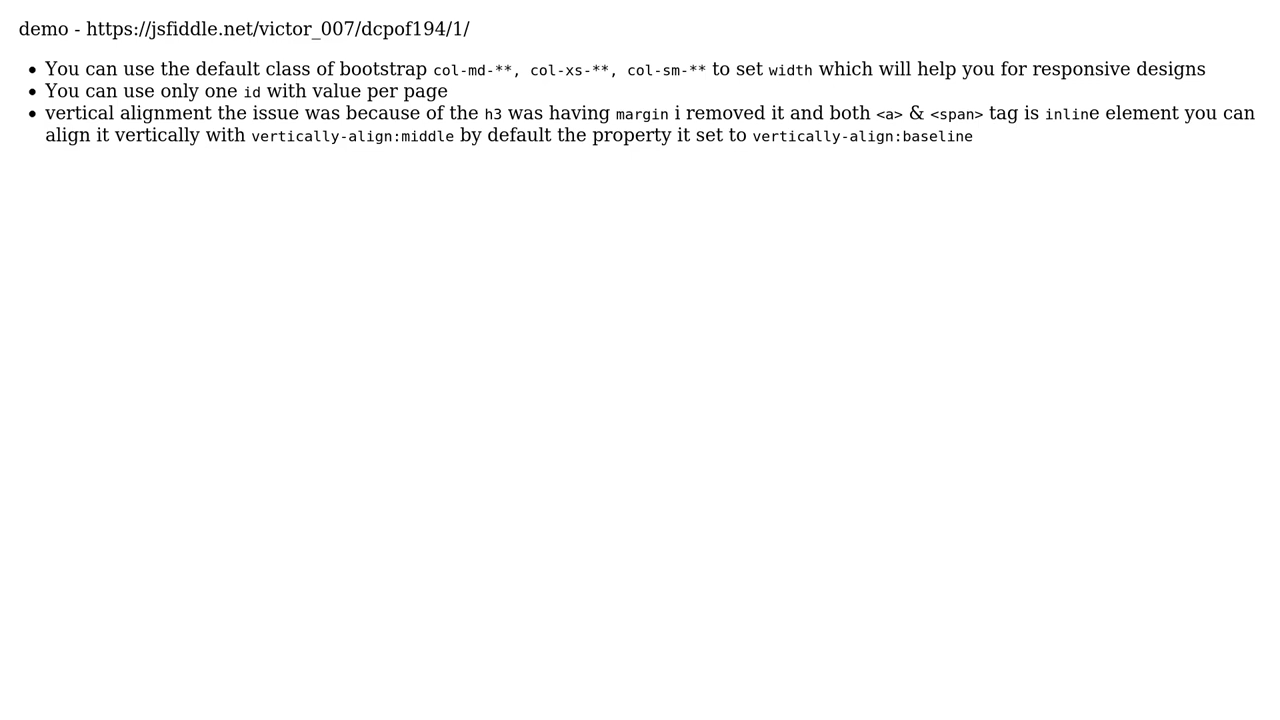 demo - https://jsfiddle.net/victor_007/dcpof194/1/
• You can use the default class of bootstrap col-md-**, col-xs-**, col-sm-** to set width which will help you for responsive designs
• You can use only one id with value per page
• vertical alignment the issue was because of the h3 was having margin i removed it and both <a> & <span> tag is inline element you can
align it vertically with vertically-align:middle by default the property it set to vertically-align:baseline